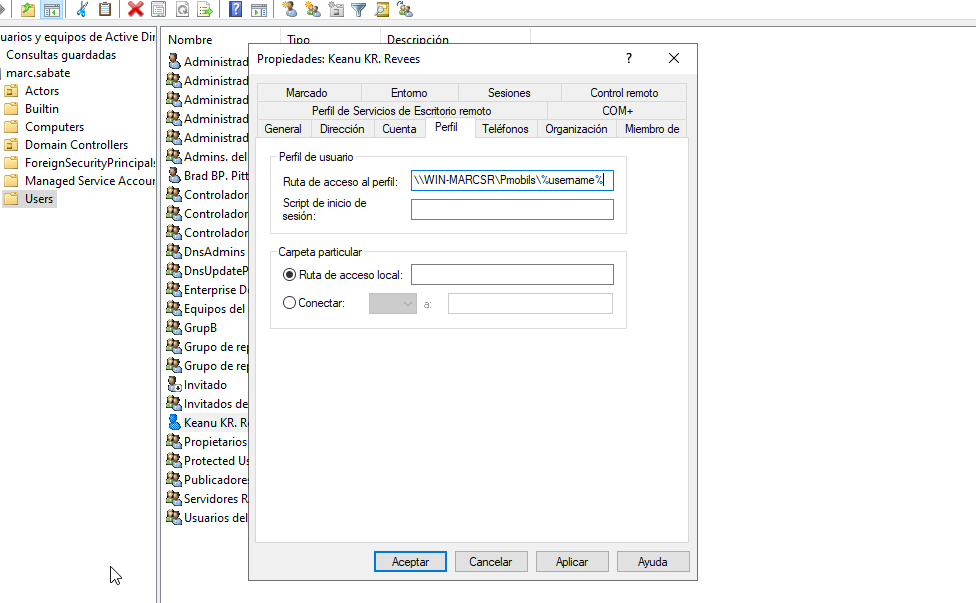 uarios y equipos de Active Dir
Consultas guardadas
marc.sabate
Actors
Builtin
Computers
Domain Controllers
ForeignSecurityPrincipals
Managed Service Accour
Users
Nombre Tipo Descripción
Administrad
Administrad
Administrad
Administrad
Administrad
Admins. del
Brad BP. Pitt
Controlador
Controlador
Controlador
DnsAdmins
DnsUpdateP
Enterprise D
Equipos del
GrupB
Grupo de rep
Grupo de rep
Invitado
Invitados de
Keanu KR. Re
Propietarios
Protected Us
Publicadores
Servidores R
Usuarios del
Propiedades: Keanu KR. Revees ?
Marcado Entorno Sesiones Control remoto
Perfil de Servicios de Escritorio remoto COM+
General Dirección Cuenta Perfil Teléfonos Organización Miembro de
Perfil de usuario
Ruta de acceso al perfil: \\WIN-MARCSR\Pmobils\%username%
Script de inicio de
sesión:
Carpeta particular
Ruta de acceso local:
Conectar: a:
Aceptar Cancelar Aplicar Ayuda